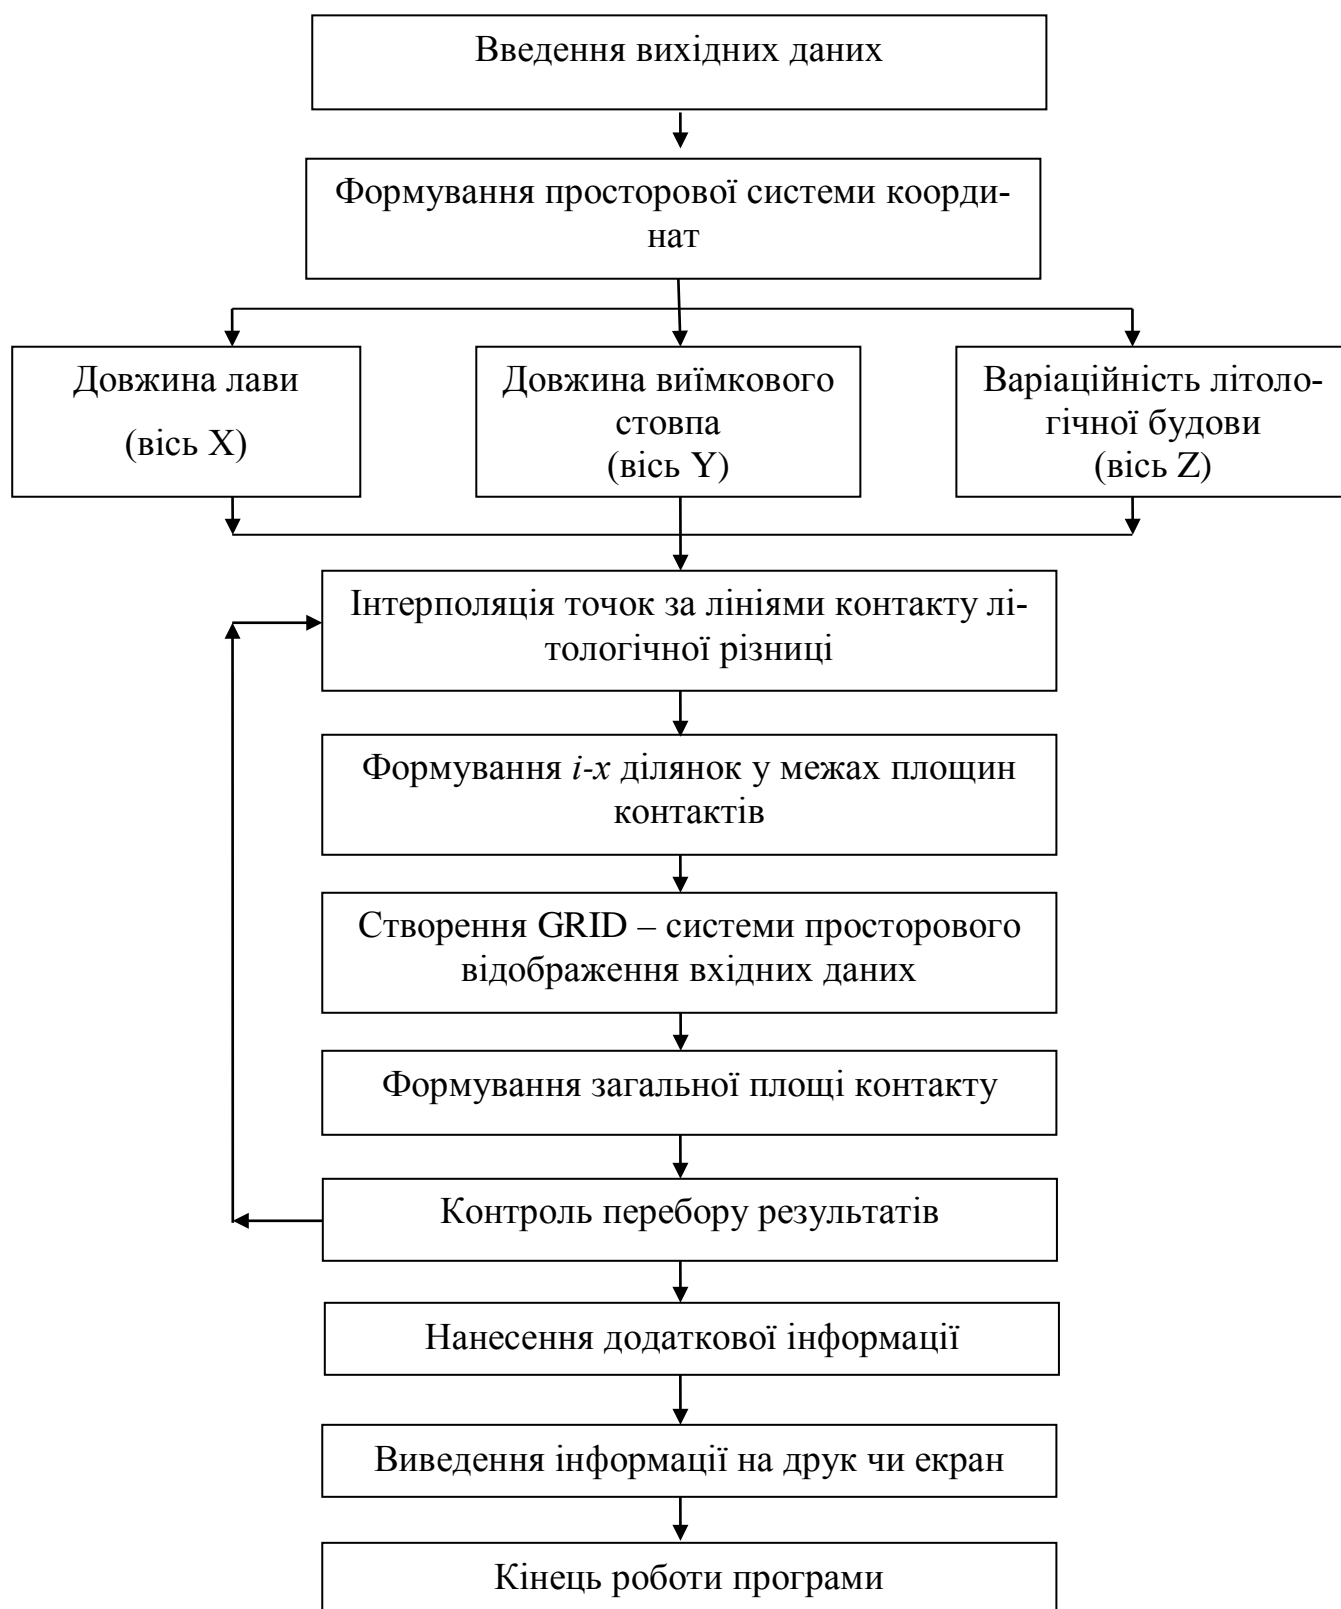 Введення вихідних даних
Формування просторової системи коорди-
нат
Довжина лави
(вісь X)
Довжина виїмкового
стовпа
(вісь Y)
Варіаційність літоло-
гічної будови
(вісь Z)
Інтерполяція точок за лініями контакту лі-
тологічної різниці
Формування i-х ділянок у межах площин
контактів
Створення GRID – системи просторового
відображення вхідних даних
Формування загальної площі контакту
Контроль перебору результатів
Нанесення додаткової інформації
Виведення інформації на друк чи екран
Кінець роботи програми